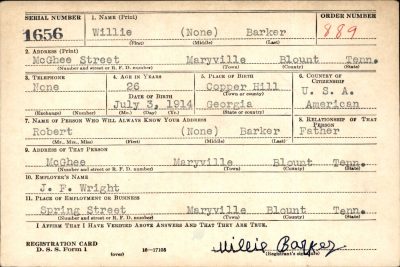 SERIAL NUMBER 1. NAME (Print) ORDER NUMBER
1656 Willie (None) Barker 889
(First) (Middle) (Last)
2. ADDRESS (Print)
McGhee Street Maryville Blount Tenn.
(Number and street or R. F. D. number) (Town) (County) (State)
3. TELEPHONE 4. AGE IN YEARS 5. PLACE OF BIRTH 6. COUNTRY OF CITIZENSHIP
None 26 Copper Hill U. S. A.
DATE OF BIRTH (Town or county)
July 3, 1914 Georgia American
(Exchange) (Number) (Mo.) (Day) (Yr.) (State or country)
7. NAME OF PERSON WHO WILL ALWAYS KNOW YOUR ADDRESS 8. RELATIONSHIP OF THAT PERSON
Robert (None) Barker Father
(Mr., Mrs., Miss) (First) (Middle) (Last)
9. ADDRESS OF THAT PERSON
McGhee Maryville Blount Tenn.
(Number and street or R. F. D. number) (Town) (County) (State)
10. EMPLOYER'S NAME
J. F. Wright
11. PLACE OF EMPLOYMENT OR BUSINESS
Spring Street Maryville Blount Tenn.
(Number and street or R. F. D. number) (Town) (County) (State)
I AFFIRM THAT I HAVE VERIFIED ABOVE ANSWERS AND THAT THEY ARE TRUE.
REGISTRATION CARD
D. S. S. Form 1 (over) 16—17105 Willie Barker
(Registrant's signature)